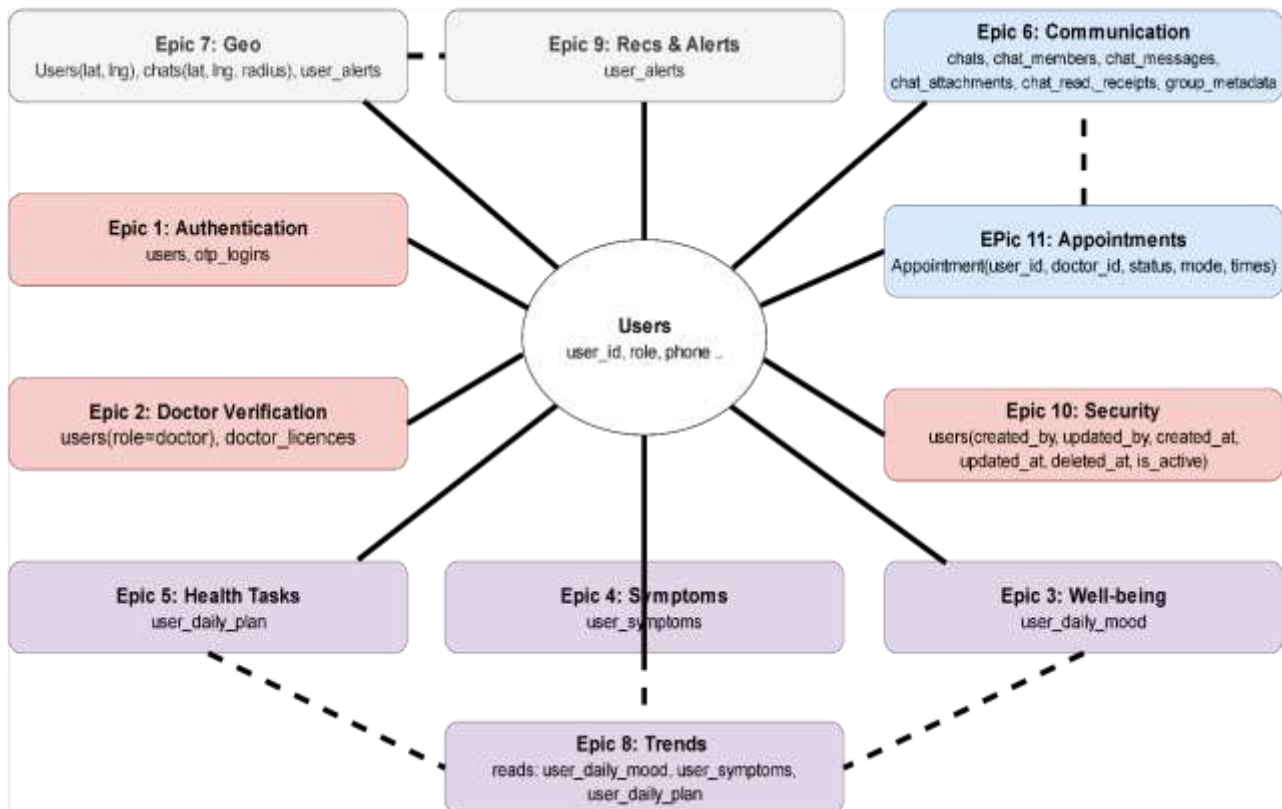 Epic 7: Geo
Users(lat, lng), chats(lat, lng, radius), user_alerts
Epic 9: Recs & Alerts
user_alerts
Epic 6: Communication
chats, chat_members, chat_messages,
chat_attachments, chat_read,_receipts, group_metadata
Epic 1: Authentication
users, otp_logins
EPic 11: Appointments
Appointment(user_id, doctor_id, status, mode, times)
Users
user_id, role, phone ..
Epic 2: Doctor Verification
users(role=doctor), doctor_licences
Epic 10: Security
users(created_by, updated_by, created_at,
updated_at, deleted_at, is_active)
Epic 5: Health Tasks
user_daily_plan
Epic 4: Symptoms
user_symptoms
Epic 3: Well-being
user_daily_mood
Epic 8: Trends
reads: user_daily_mood, user_symptoms,
user_daily_plan